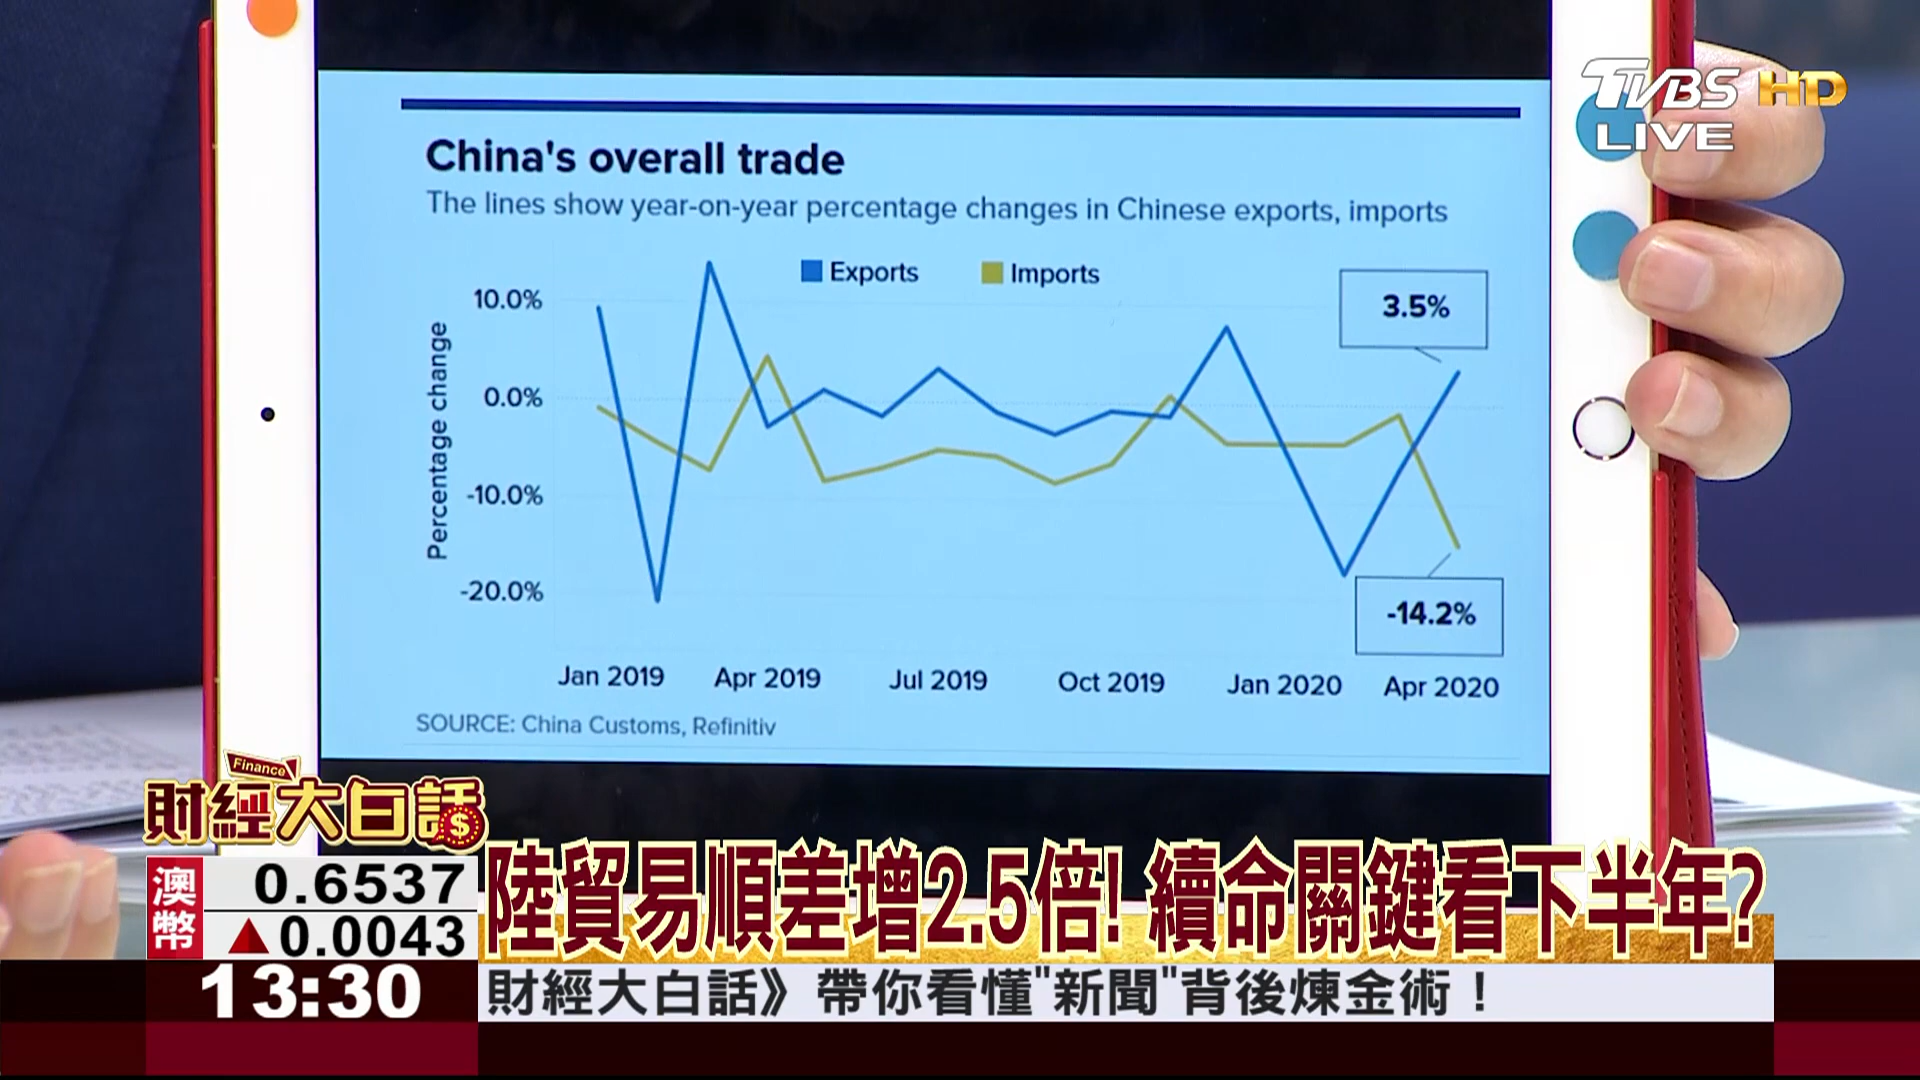 TVBS HD
LIVE
China's overall trade
The lines show year-on-year percentage changes in Chinese exports, imports
Exports
Imports
3.5%
10.0%
0.0%
-10.0%
-20.0%
Percentage change
-14.2%
Jan 2019
Apr 2019
Jul 2019
Oct 2019
Jan 2020
Apr 2020
SOURCE: China Customs, Refinitiv
Finance
財經大白話
澳幣
0.6537
▲0.0043
陸貿易順差增2.5倍! 續命關鍵看下半年?
13:30
財經大白話》帶你看懂"新聞"背後煉金術！